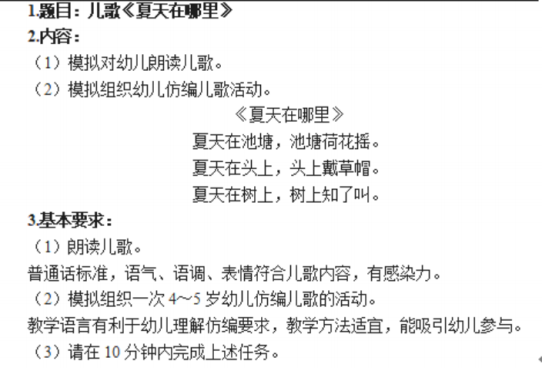 1.题目：儿歌《夏天在哪里》
2.内容：
（1）模拟对幼儿朗读儿歌。
（2）模拟组织幼儿仿编儿歌活动。
《夏天在哪里》
夏天在池塘，池塘荷花摇。
夏天在头上，头上戴草帽。
夏天在树上，树上知了叫。
3.基本要求：
（1）朗读儿歌。
普通话标准，语气、语调、表情符合儿歌内容，有感染力。
（2）模拟组织一次 4～5 岁幼儿仿编儿歌的活动。
教学语言有利于幼儿理解仿编要求，教学方法适宜，能吸引幼儿参与。
（3）请在 10 分钟内完成上述任务。